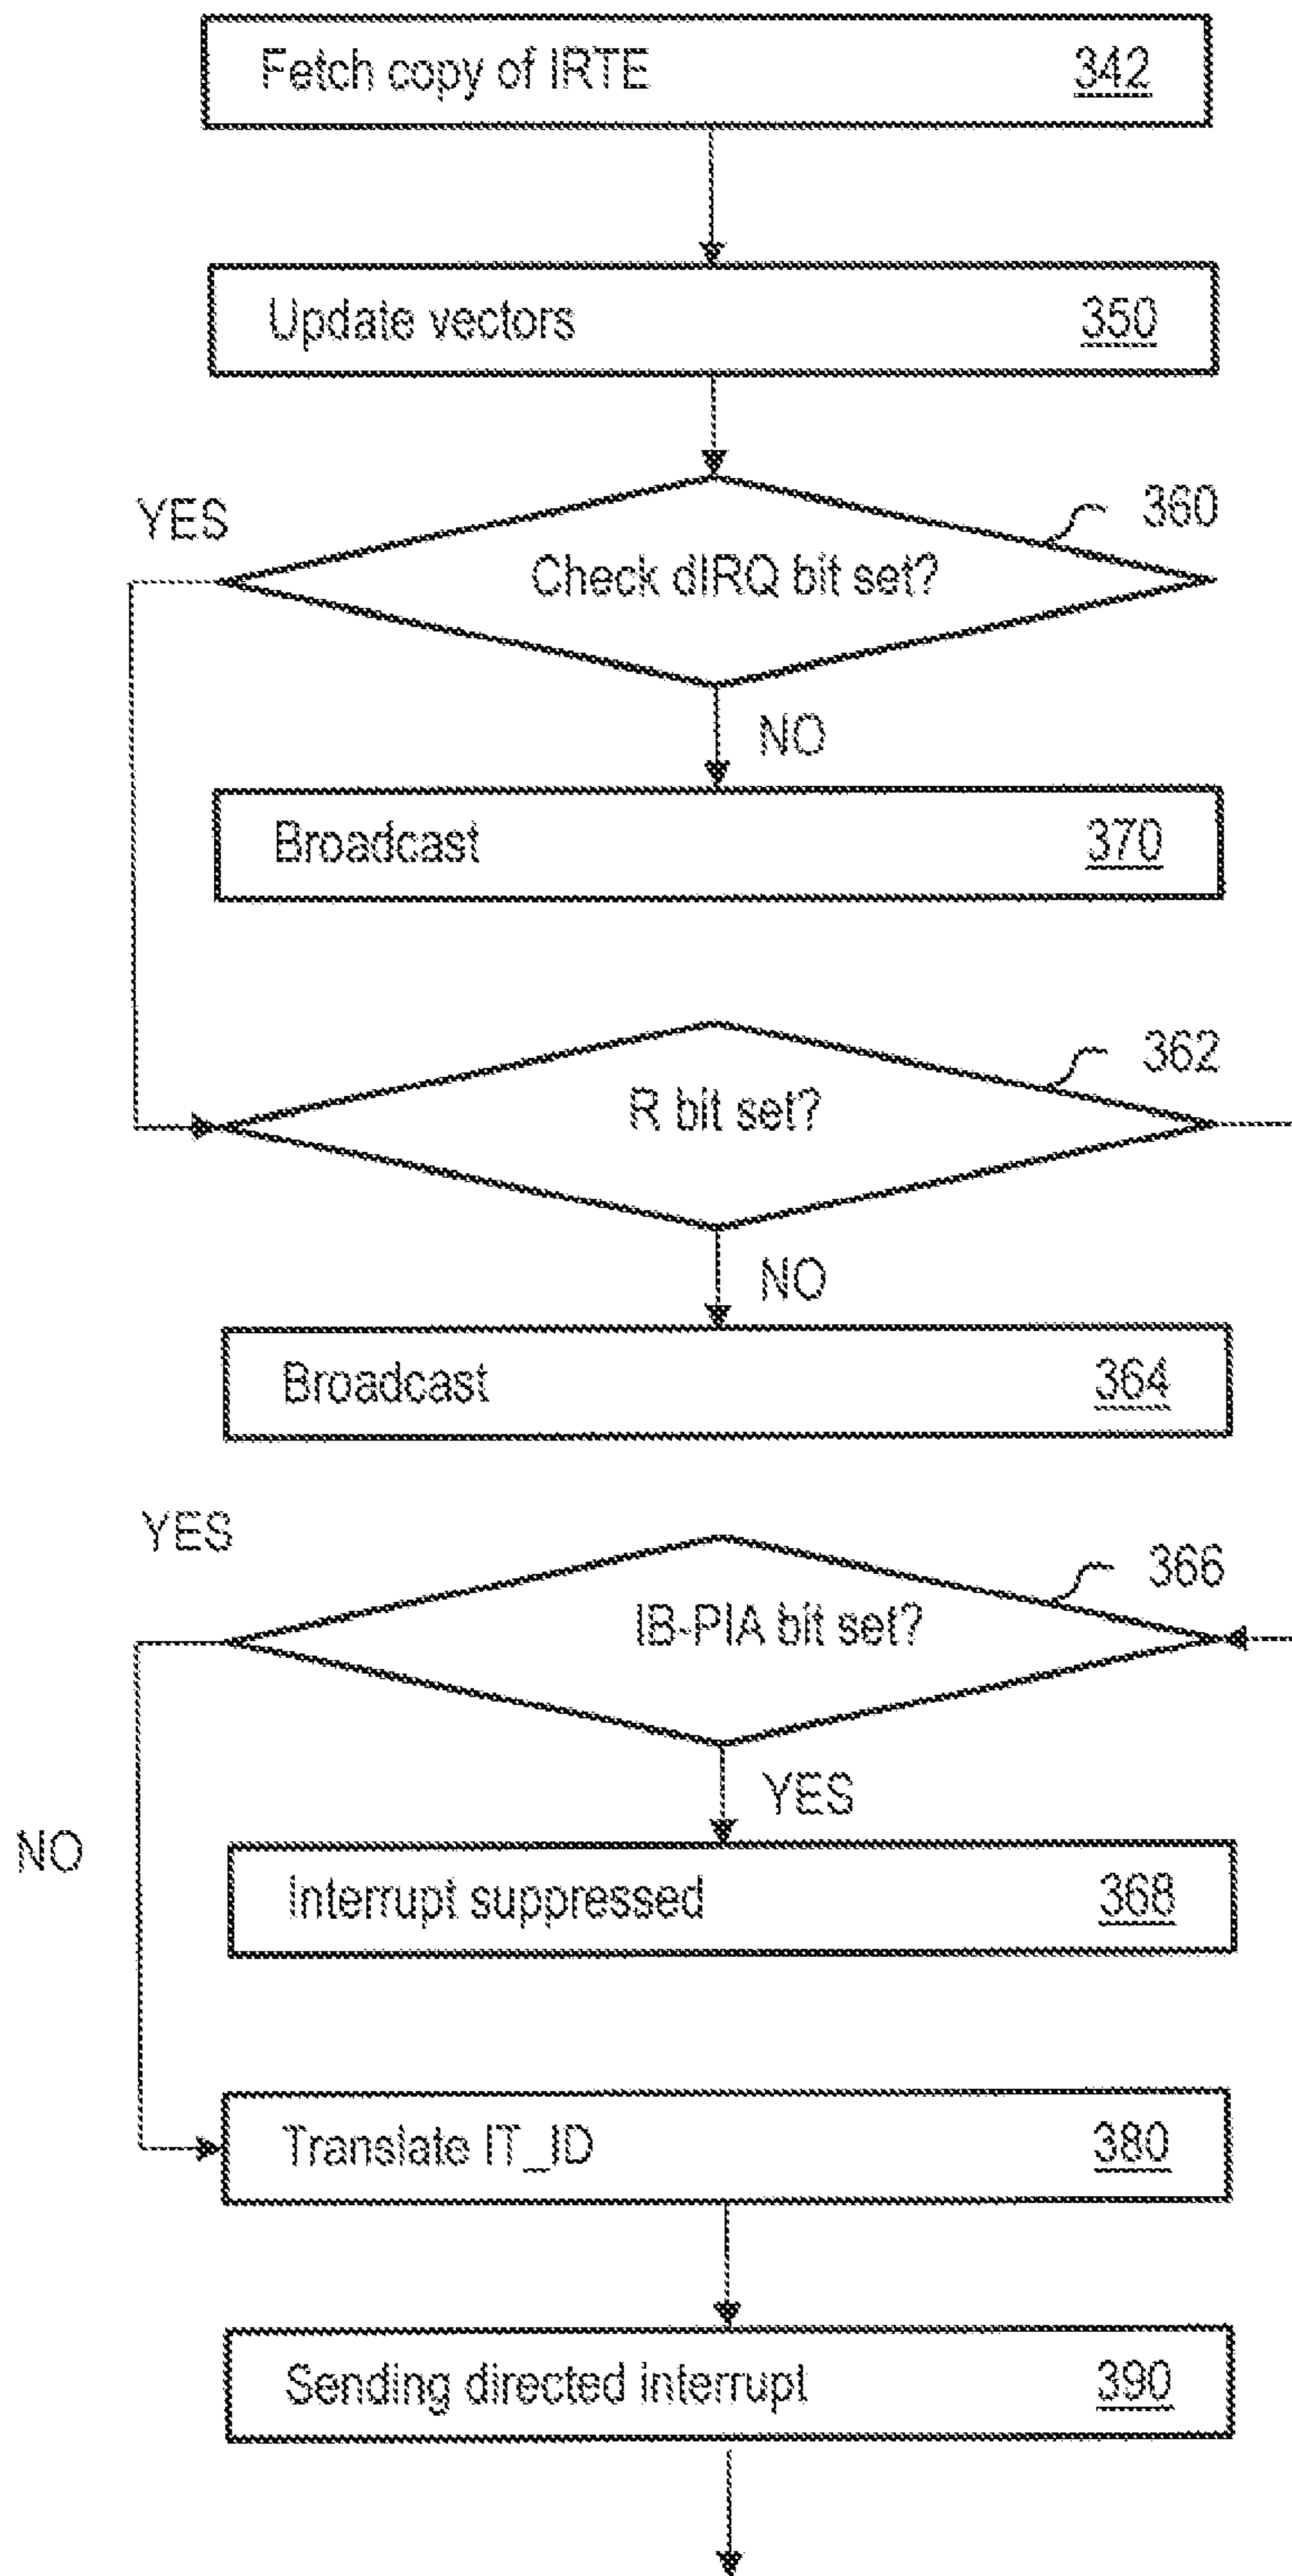 Fetch copy of IRTE 342
Update vectors 350
YES
360
Check dIRQ bit set?
NO
Broadcast 370
362
R bit set?
NO
Broadcast 364
YES
366
IB-PIA bit set?
YES
NO
Interrupt suppressed 368
Translate IT_ID 380
Sending directed interrupt 390